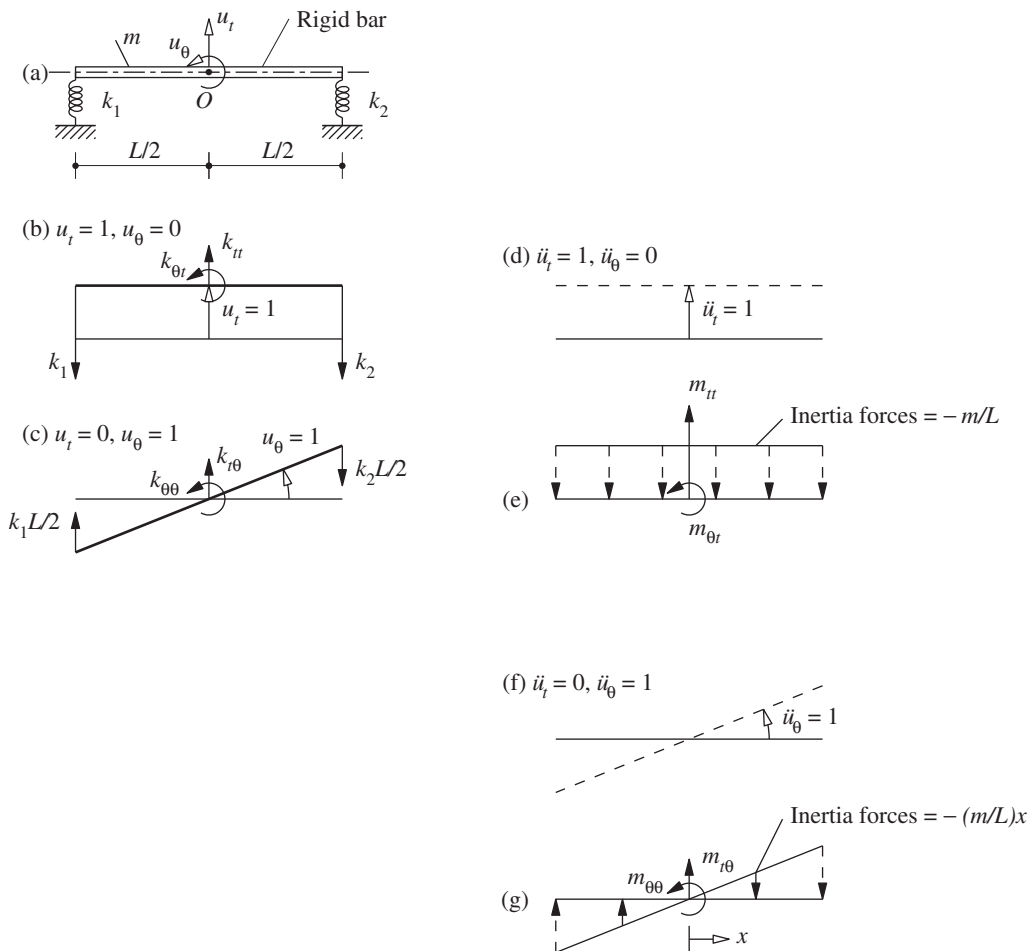 u_t
Rigid bar
m
u_θ
(a)
k_1
O
k_2
L/2
L/2
(b) u_t = 1, u_θ = 0
k_tt
k_θt
u_t = 1
k_1
k_2
(c) u_t = 0, u_θ = 1
u_θ = 1
k_tθ
k_θθ
k_2L/2
k_1L/2
(d) ü_t = 1, ü_θ = 0
ü_t = 1
m_tt
Inertia forces = – m/L
(e)
m_θt
(f) ü_t = 0, ü_θ = 1
ü_θ = 1
Inertia forces = – (m/L)x
m_tθ
m_θθ
(g)
x